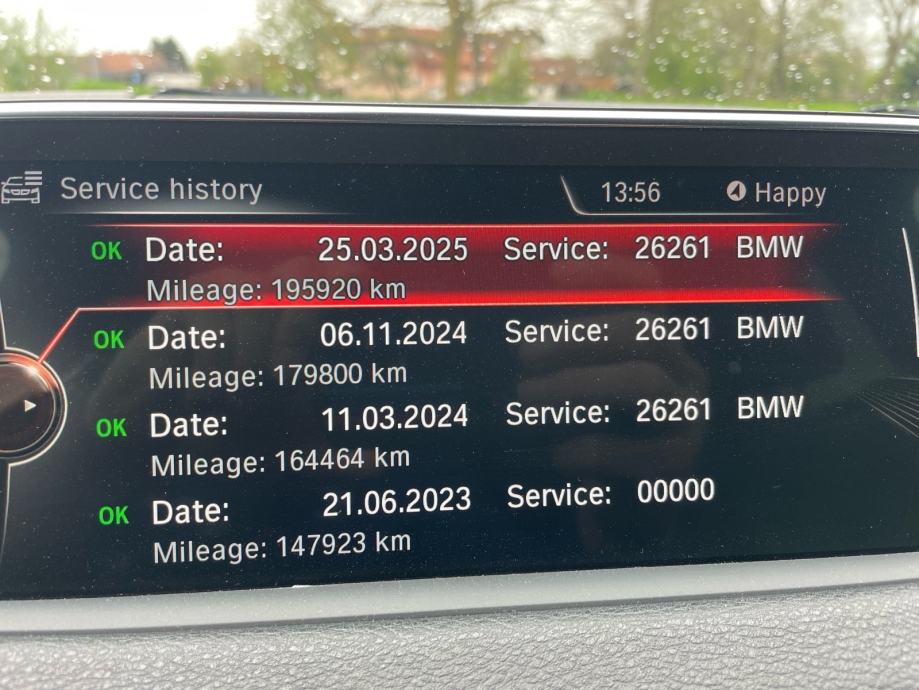 Service history 13:56 Happy
OK Date: 25.03.2025 Service: 26261 BMW
Mileage: 195920 km
OK Date: 06.11.2024 Service: 26261 BMW
Mileage: 179800 km
OK Date: 11.03.2024 Service: 26261 BMW
Mileage: 164464 km
OK Date: 21.06.2023 Service: 00000
Mileage: 147923 km